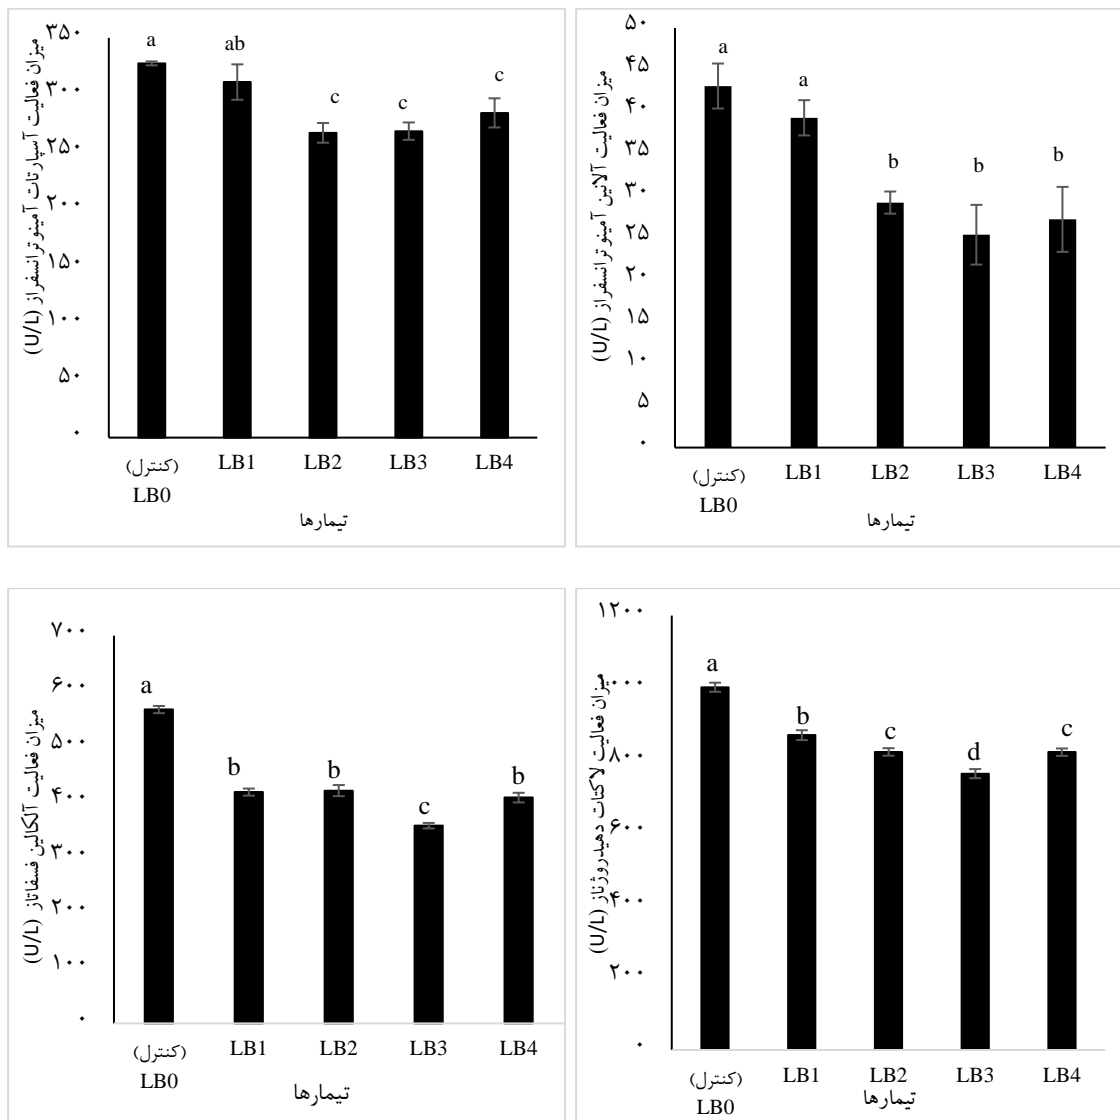 میزان فعالیت آسپارتات آمینوترانسفراز (U/L)
۳۵۰
۳۰۰
۲۵۰
۲۰۰
۱۵۰
۱۰۰
۵۰
۰
a
ab
c
c
c
(کنترل) LB1 LB2 LB3 LB4
LB0
تیمارها
میزان فعالیت آلانین آمینوترانسفراز (U/L)
۵۰
۴۵
۴۰
۳۵
۳۰
۲۵
۲۰
۱۵
۱۰
۵
۰
a
a
b
b
b
(کنترل) LB1 LB2 LB3 LB4
LB0
تیمارها
میزان فعالیت آلکالین فسفاتاز (U/L)
۷۰۰
۶۰۰
۵۰۰
۴۰۰
۳۰۰
۲۰۰
۱۰۰
۰
a
b
b
c
b
(کنترل) LB1 LB2 LB3 LB4
LB0
تیمارها
میزان فعالیت لاکتات دهیدروژناز (U/L)
۱۲۰۰
۱۰۰۰
۸۰۰
۶۰۰
۴۰۰
۲۰۰
۰
a
b
c
d
c
(کنترل) LB1 LB2 LB3 LB4
LB0
تیمارها